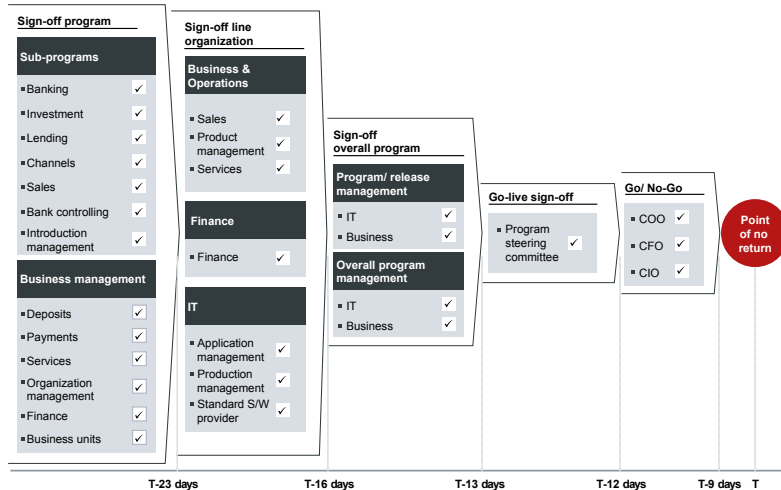 Sign-off program
Sub-programs
Banking
Investment
Lending
Channels
Sales
Bank controlling
Introduction
management
Business management
Deposits
Payments
Services
Organization
management
Finance
Business units
Sign-off line
organization
Business &
Operations
Sales
Product
management
Services
Finance
Finance
IT
Application
management
Production
management
Standard S/W
provider
Sign-off
overall program
Program/ release
management
IT
Business
Overall program
management
IT
Business
Go-live sign-off
Program
steering
committee
Go/ No-Go
COO
CFO
CIO
Point
of no
return
T-23 days
T-16 days
T-13 days
T-12 days
T-9 days
T